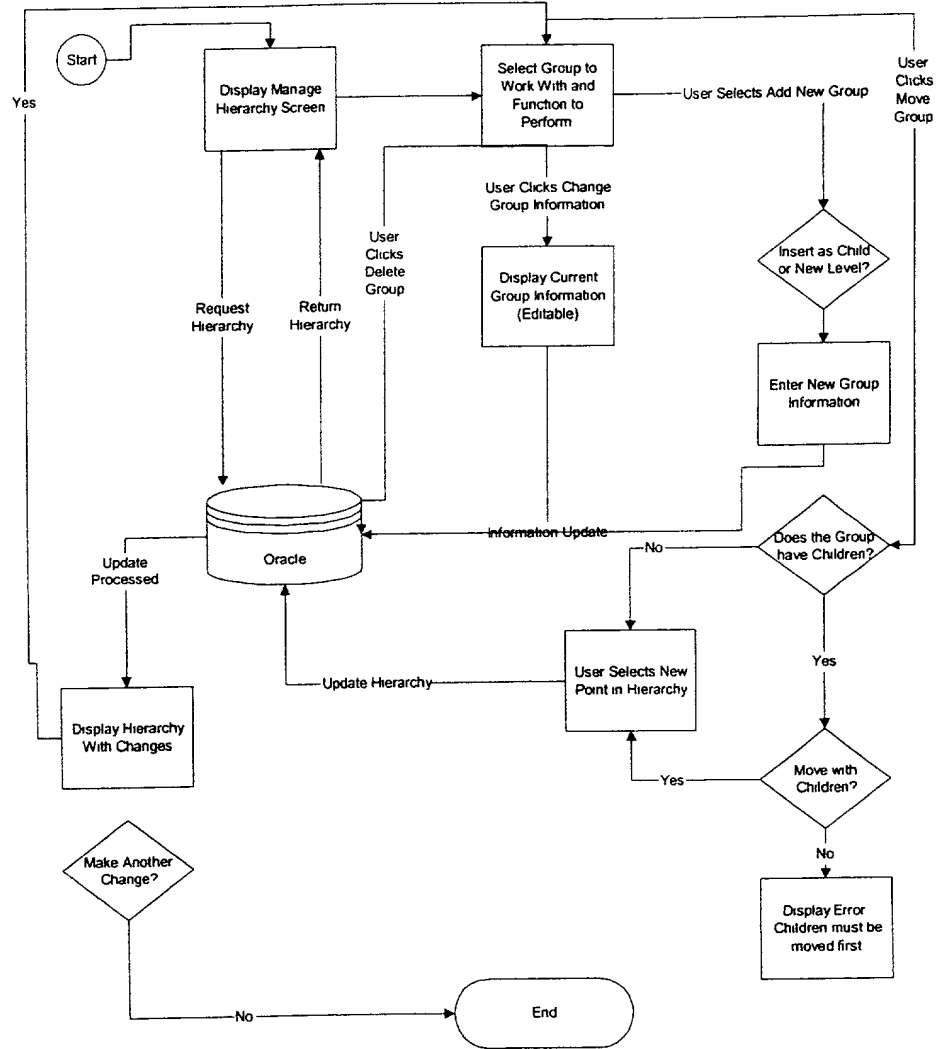 Start
Yes
Display Manage
Hierarchy Screen
Select Group to
Work With and
Function to
Perform
User Selects Add New Group
User
Clicks
Move
Group
User Clicks Change
Group Information
User
Clicks
Delete
Group
Insert as Child
or New Level?
Display Current
Group Information
(Editable)
Request
Hierarchy
Return
Hierarchy
Enter New Group
Information
Oracle
Information Update
Does the Group
have Children?
No
Update
Processed
Yes
User Selects New
Point in Hierarchy
Update Hierarchy
Display Hierarchy
With Changes
Move with
Children?
Yes
No
Make Another
Change?
Display Error
Children must be
moved first
No
End